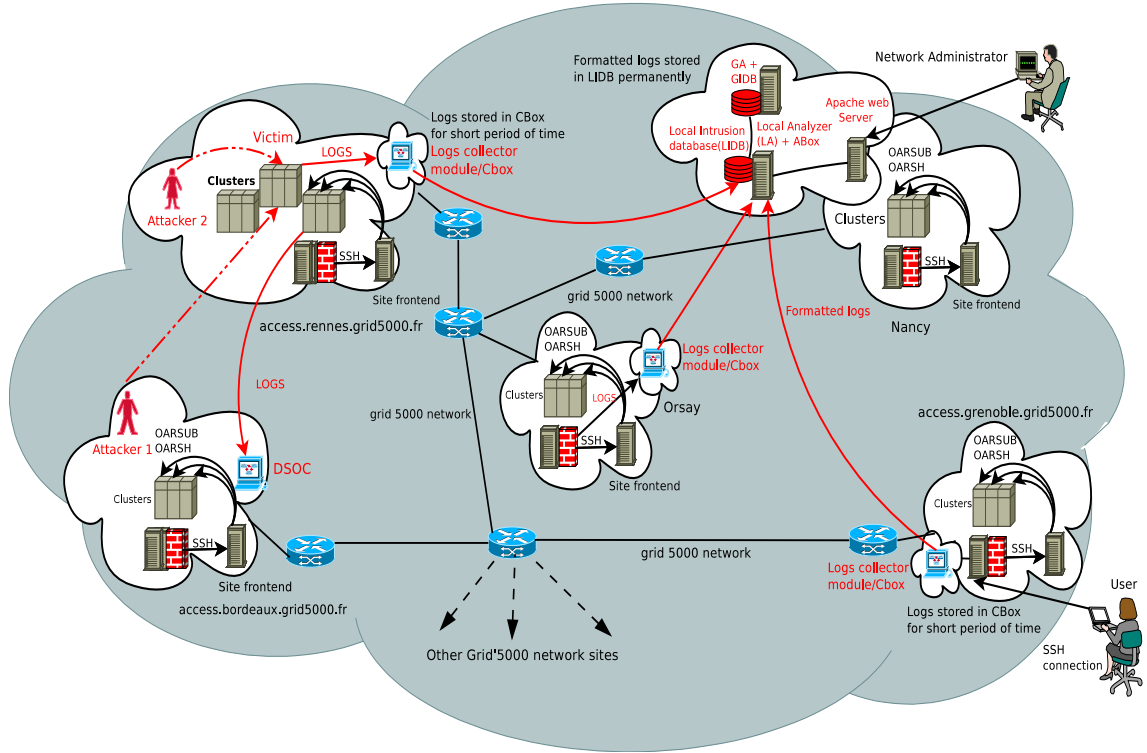 Formatted logs stored
in LIDB permanently
GA +
GIDB
Network Administrator
Apache web
Server
Local Intrusion
database(LIDB)
Local Analyzer
(LA) + ABox
Logs stored in CBox
for short period of time
Logs collector
module/Cbox
Victim
LOGS
Clusters
Attacker 2
SSH
Site frontend
access.rennes.grid5000.fr
OARSUB
OARSH
Clusters
SSH
Site frontend
Nancy
grid 5000 network
Formatted logs
LOGS
grid 5000 network
OARSUB
OARSH
Logs collector
module/Cbox
Clusters
LOGS
Orsay
SSH
Site frontend
Attacker 1
OARSUB
OARSH
DSOC
Clusters
SSH
Site frontend
access.bordeaux.grid5000.fr
access.grenoble.grid5000.fr
OARSUB
OARSH
Clusters
SSH
grid 5000 network
Logs collector
module/Cbox
Logs stored in CBox
for short period of time
User
SSH
connection
Other Grid'5000 network sites